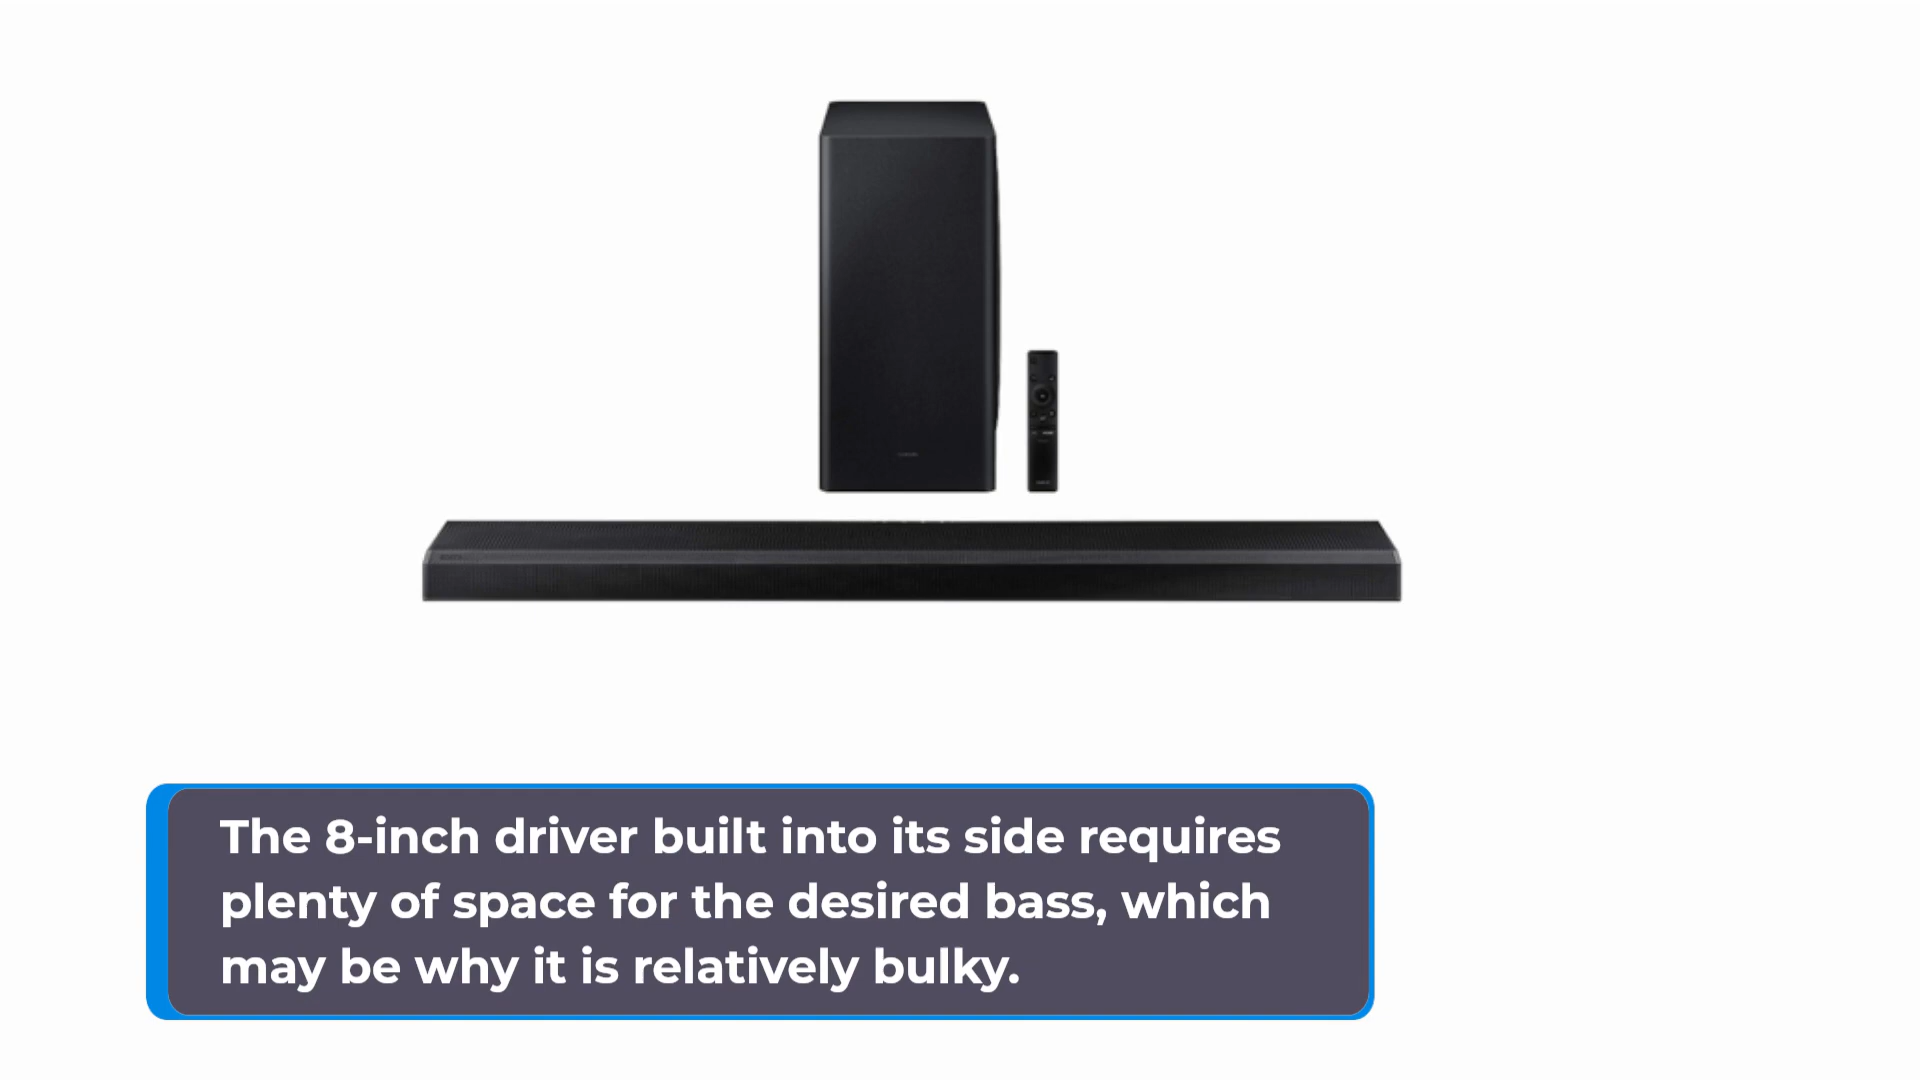 The 8-inch driver built into its side requires
plenty of space for the desired bass, which
may be why it is relatively bulky.